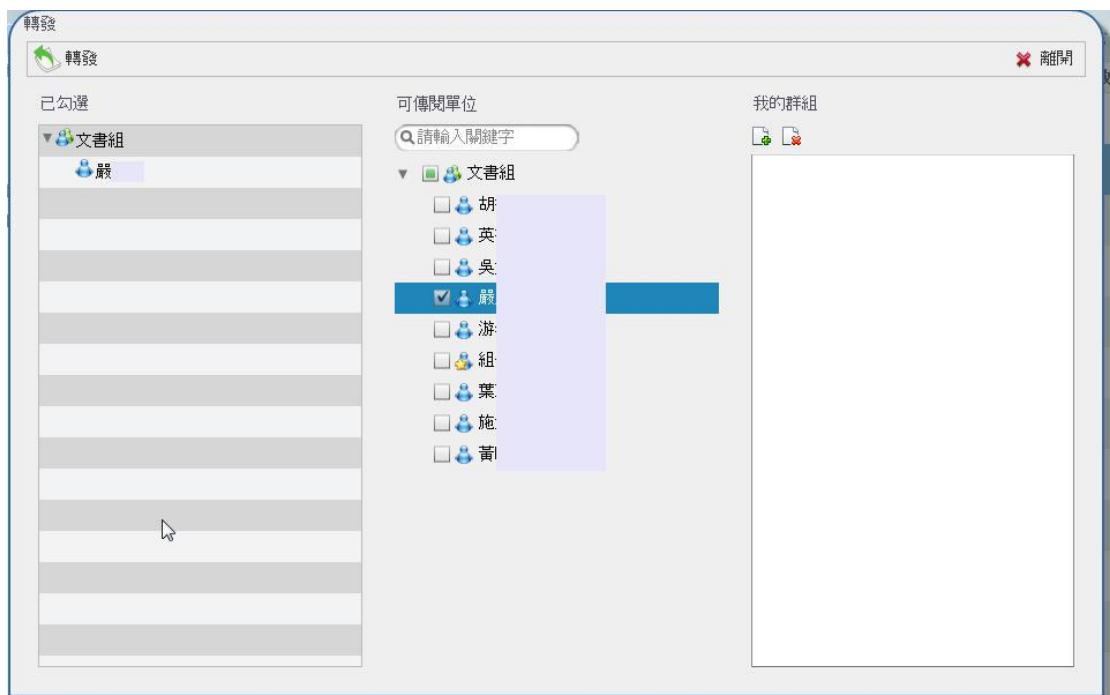 轉發
轉發
離開
已勾選
文書組
嚴
可傳閱單位
請輸入關鍵字
文書組
胡
英
吳
嚴
游
組
葉
施
黃
我的群組